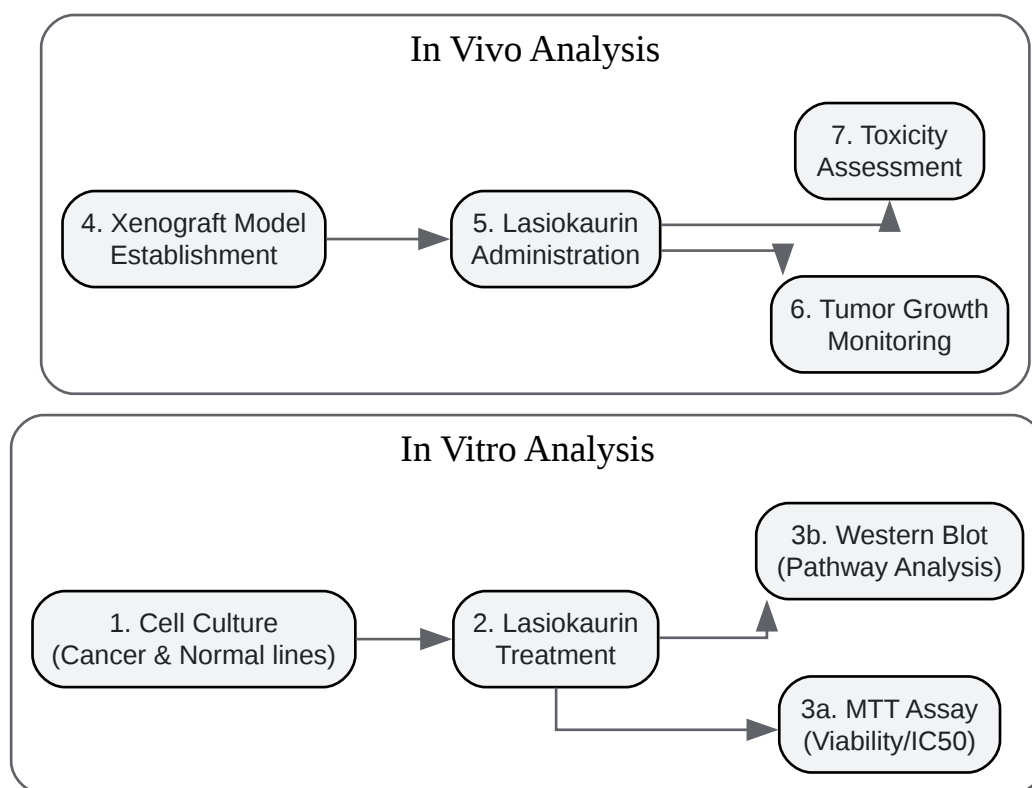 In Vivo Analysis
7. Toxicity
Assessment
4. Xenograft Model
Establishment
5. Lasiokaurin
Administration
6. Tumor Growth
Monitoring
In Vitro Analysis
3b. Western Blot
(Pathway Analysis)
1. Cell Culture
(Cancer & Normal lines)
2. Lasiokaurin
Treatment
3a. MTT Assay
(Viability/IC50)